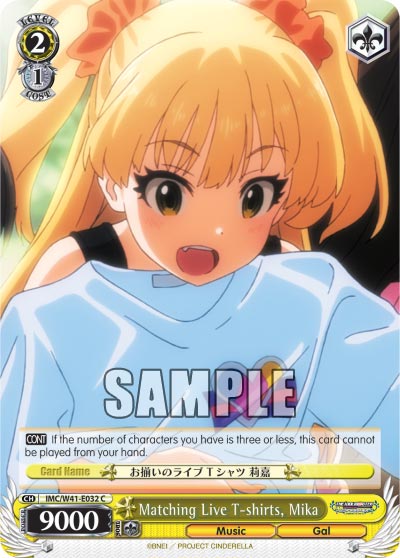 LEVEL
2
1
COST
SAMPLE
CONT If the number of characters you have is three or less, this card cannot
be played from your hand.
Card Name お揃いのライブTシャツ 莉嘉
CH IMC/W41-E032 C
Matching Live T-shirts, Mika
POWER 9000 SOUL Music Gal
©BNEI / PROJECT CINDERELLA